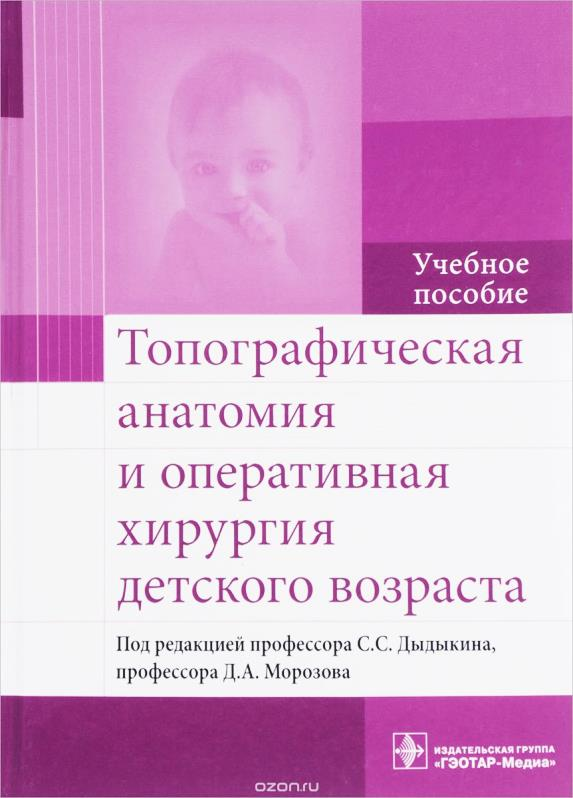 Учебное
пособие
Топографическая
анатомия
и оперативная
хирургия
детского возраста
Под редакцией профессора С.С. Дыдыкина,
профессора Д.А. Морозова
ИЗДАТЕЛЬСКАЯ ГРУППА
«ГЭОТАР-Медиа»
ozon.ru